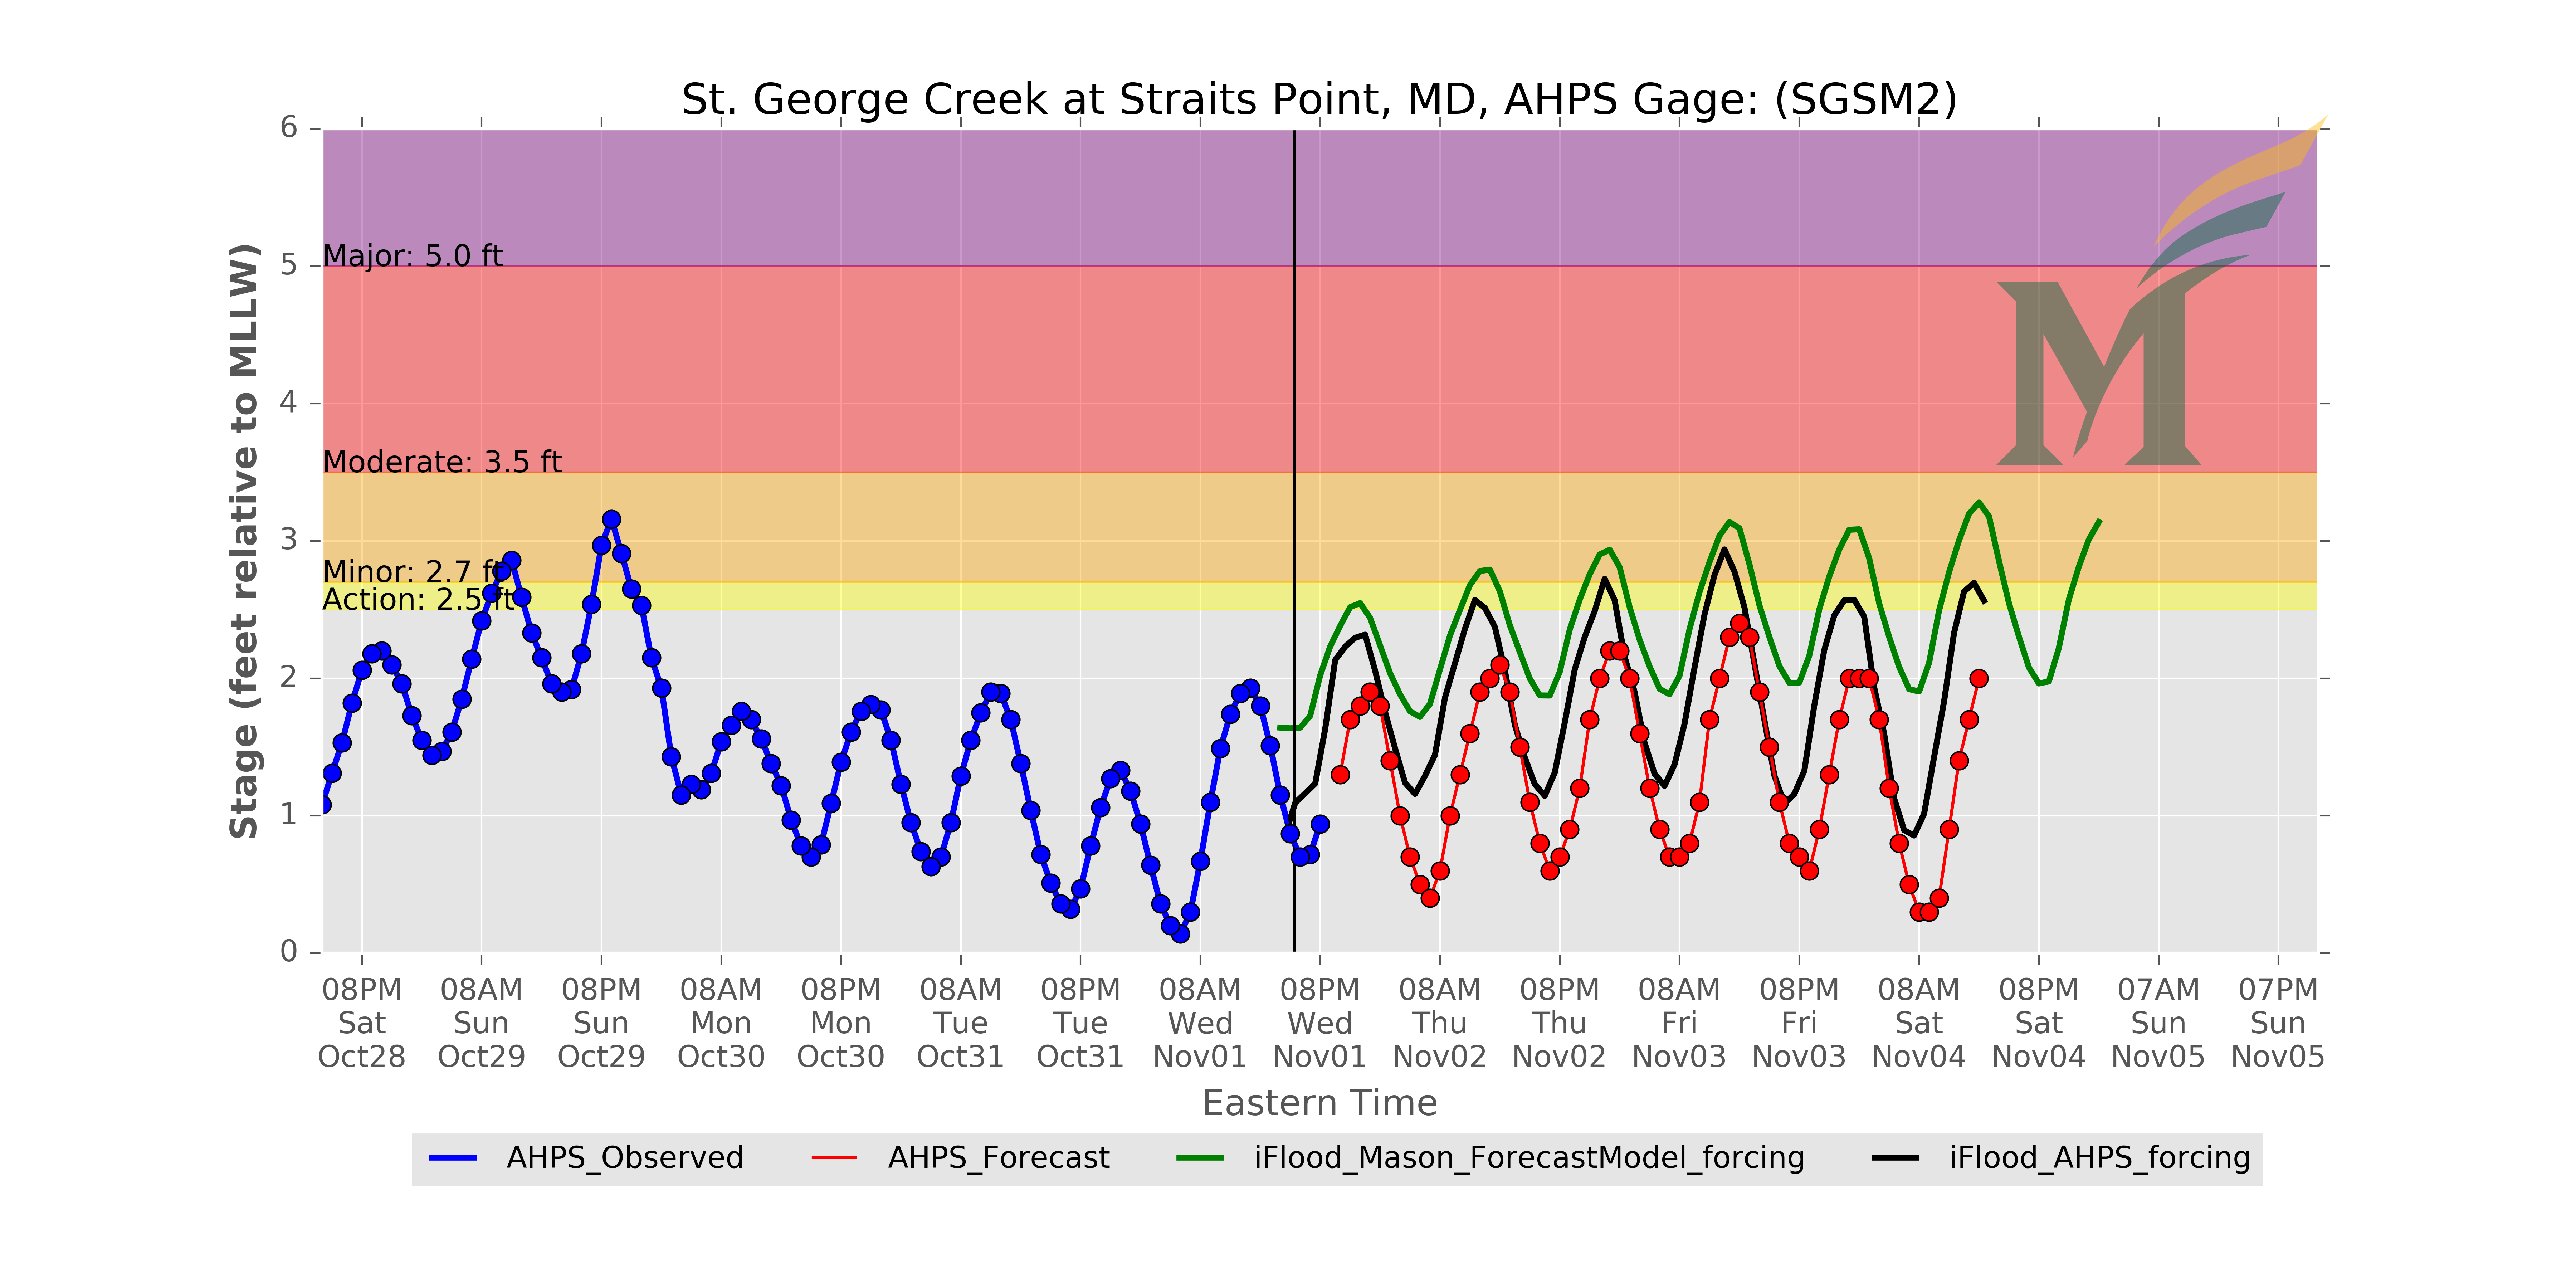 St. George Creek at Straits Point, MD, AHPS Gage: (SGSM2)
Stage (feet relative to MLLW)
6
5
4
3
2
1
0
Major: 5.0 ft
Moderate: 3.5 ft
Minor: 2.7 ft
Action: 2.5 ft
08PM 08AM 08PM 08AM 08PM 08AM 08PM 08AM 08PM 08AM 08PM 08AM 08PM 08AM 08PM 07AM 07PM
Sat Sun Sun Mon Mon Tue Tue Wed Wed Thu Thu Fri Fri Sat Sat Sun Sun
Oct28 Oct29 Oct29 Oct30 Oct30 Oct31 Oct31 Nov01 Nov01 Nov02 Nov02 Nov03 Nov03 Nov04 Nov04 Nov05 Nov05
Eastern Time
AHPS_Observed AHPS_Forecast iFlood_Mason_ForecastModel_forcing iFlood_AHPS_forcing
M